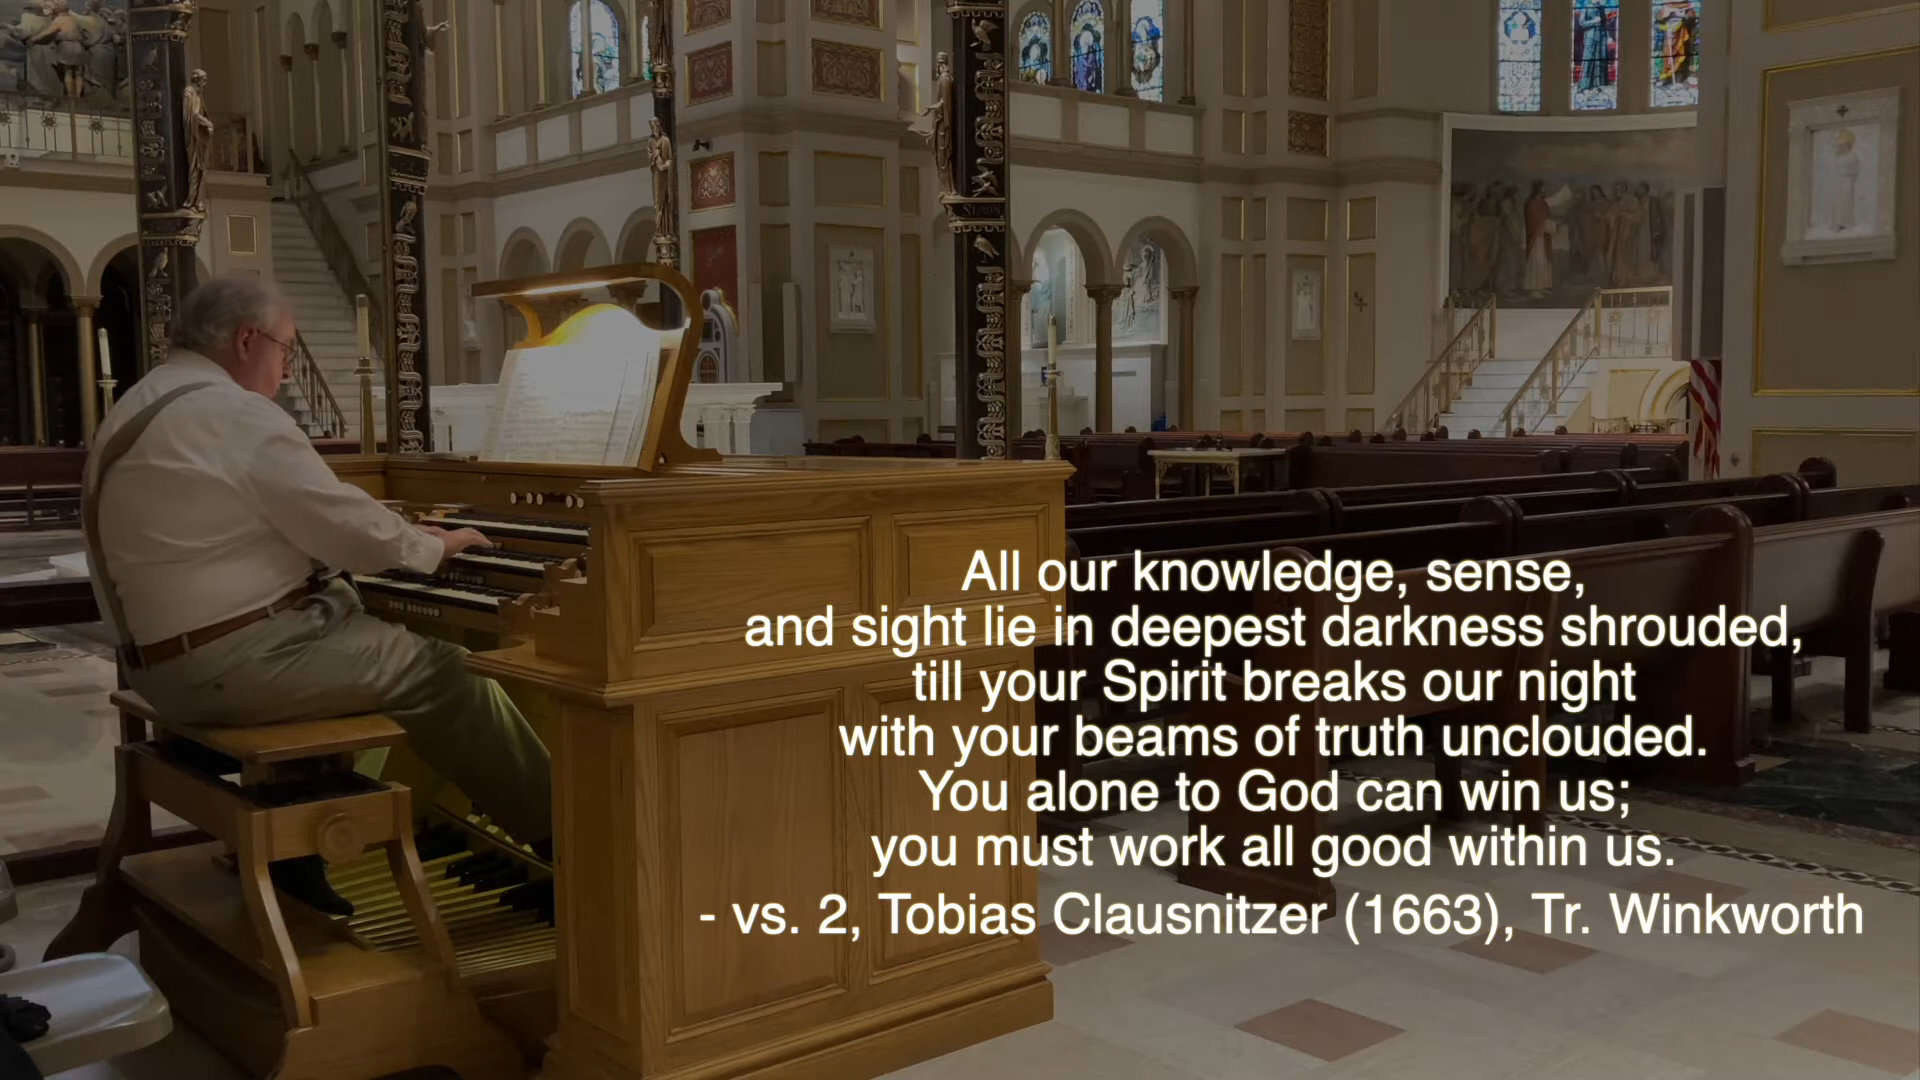 All our knowledge, sense,
and sight lie in deepest darkness shrouded,
till your Spirit breaks our night
with your beams of truth unclouded.
You alone to God can win us;
you must work all good within us.
- vs. 2, Tobias Clausnitzer (1663), Tr. Winkworth